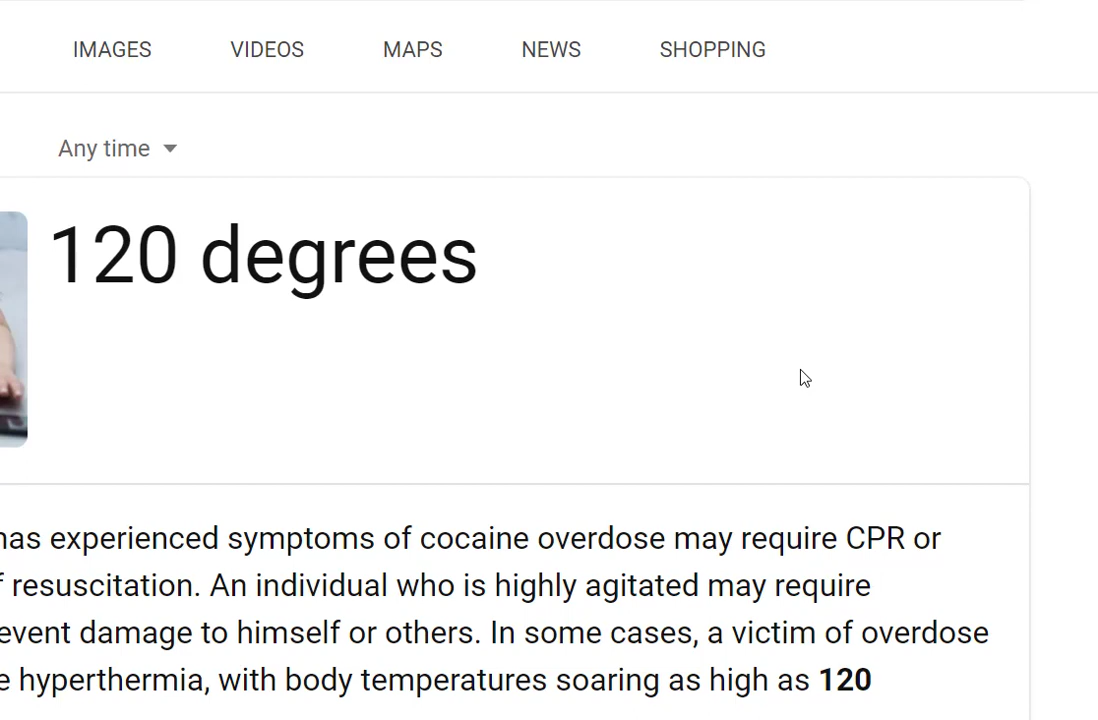 IMAGES VIDEOS MAPS NEWS SHOPPING
Any time
120 degrees
has experienced symptoms of cocaine overdose may require CPR or
resuscitation. An individual who is highly agitated may require
event damage to himself or others. In some cases, a victim of overdose
hyperthermia, with body temperatures soaring as high as 120